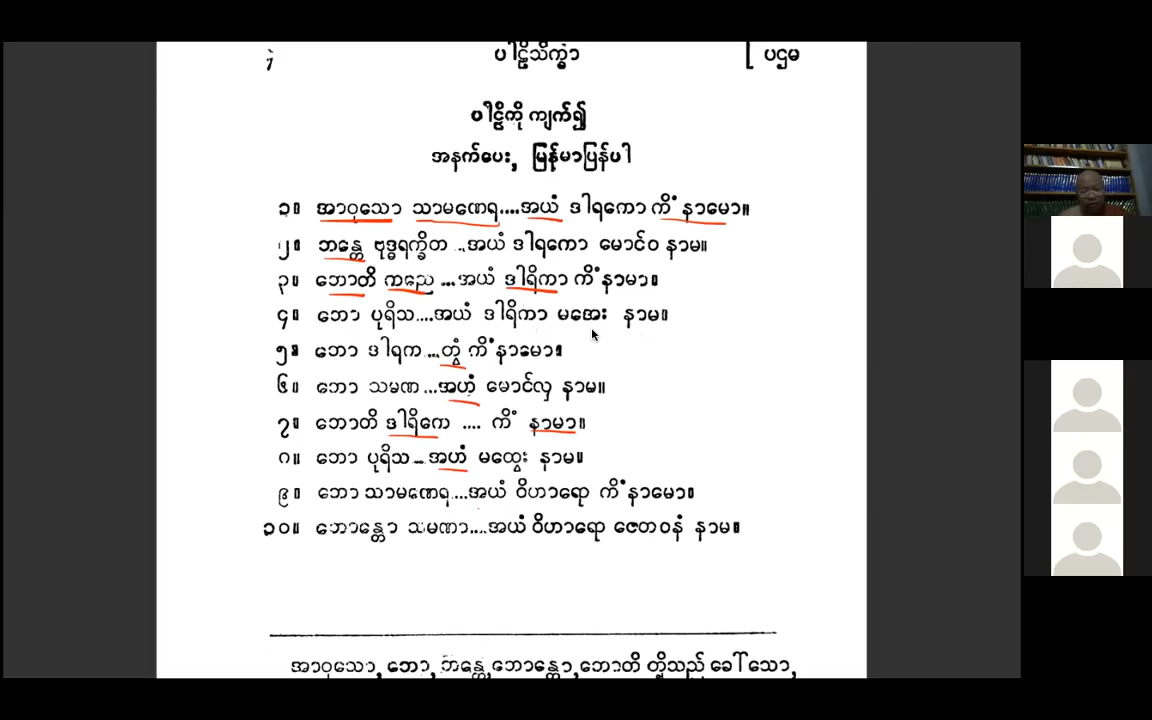 ပါဠိသိက္ခာ [ ပဌမ
ပါဠိကို ကျက်၍
အနက်ပေး, မြန်မာပြန်ပါ
၁။ အာဝုသော သာမဏေရ....အယံ ဒါရကော ကိံ နာမော။
၂။ ဘန္တေ ဗုဒ္ဓရက္ခိတ ...အယံ ဒါရကော မောင်ဝ နာမ။
၃။ ဘောတိ ကညေ ...အယံ ဒါရိကာ ကိံ နာမာ။
၄။ ဘော ပုရိသ....အယံ ဒါရိကာ မအေး နာမ။
၅။ ဘော ဒါရက ...တွံ ကိံ နာမော။
၆။ ဘော သမဏ ...အဟံ မောင်လှ နာမ။
၇။ ဘောတိ ဒါရိကေ .... ကိံ နာမာ။
၈။ ဘော ပုရိသ ...အဟံ မထွေး နာမ။
၉။ ဘော သာမဏေရ....အယံ ဝိဟာရော ကိံ နာမော။
၁၀။ ဘောန္တော သမဏာ....အယံ ဝိဟာရော ဇေတဝနံ နာမ။
အာဝုသော, ဘော, ဘန္တေ, ဘောန္တော, ဘောတိ တို့သည် ခေါ်သော,